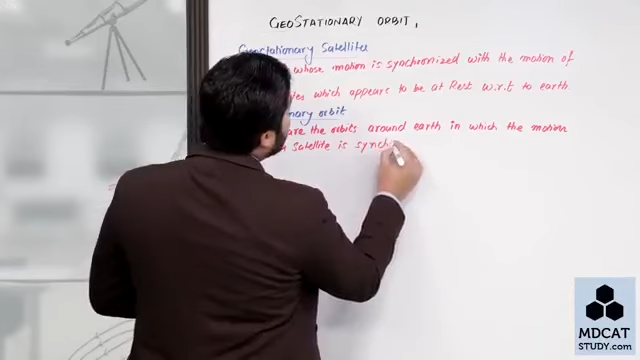 GEOSTATIONARY ORBIT,
Geostationary Satellites
whose motion is synchronized with the motion of
which appears to be at Rest w.r.t to earth
orbit
are the orbits around earth in which the motion
satellite is synch
MDCAT
STUDY.com